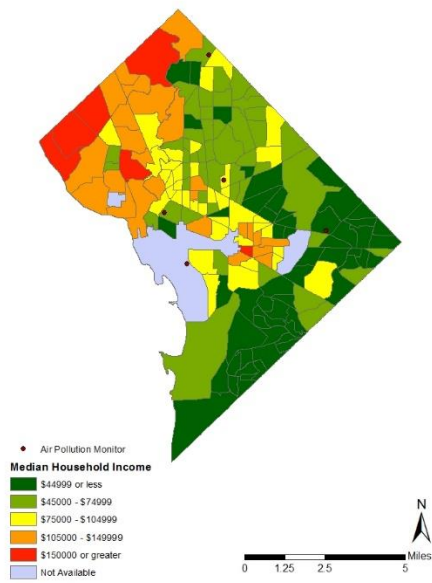 Air Pollution Monitor
Median Household Income
$44999 or less
$45000 - $74999
$75000 - $104999
$105000 - $149999
$150000 or greater
Not Available
N
Miles
0 1.25 2.5 5